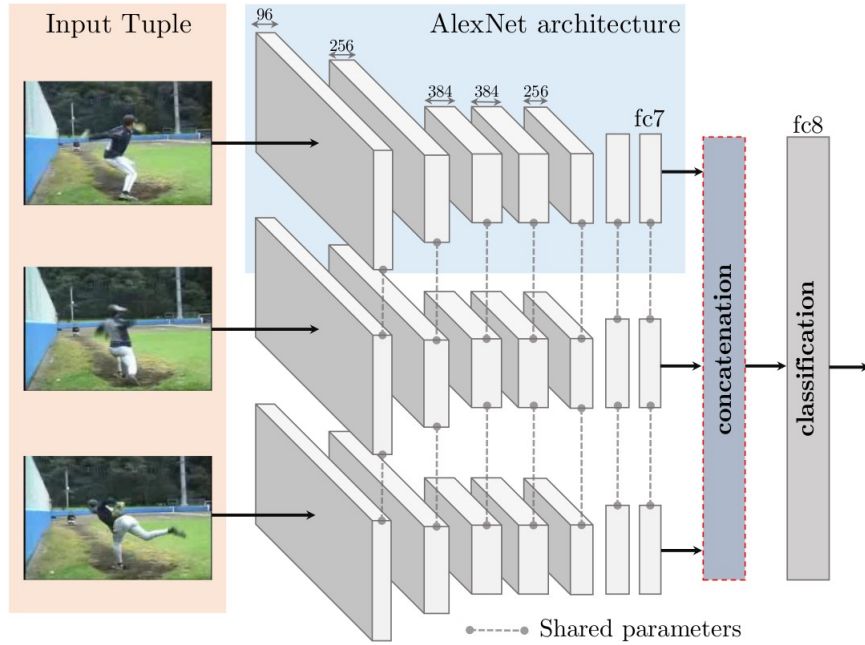 Input Tuple
AlexNet architecture
96
256
384
384
256
fc7
fc8
concatenation
classification
Shared parameters